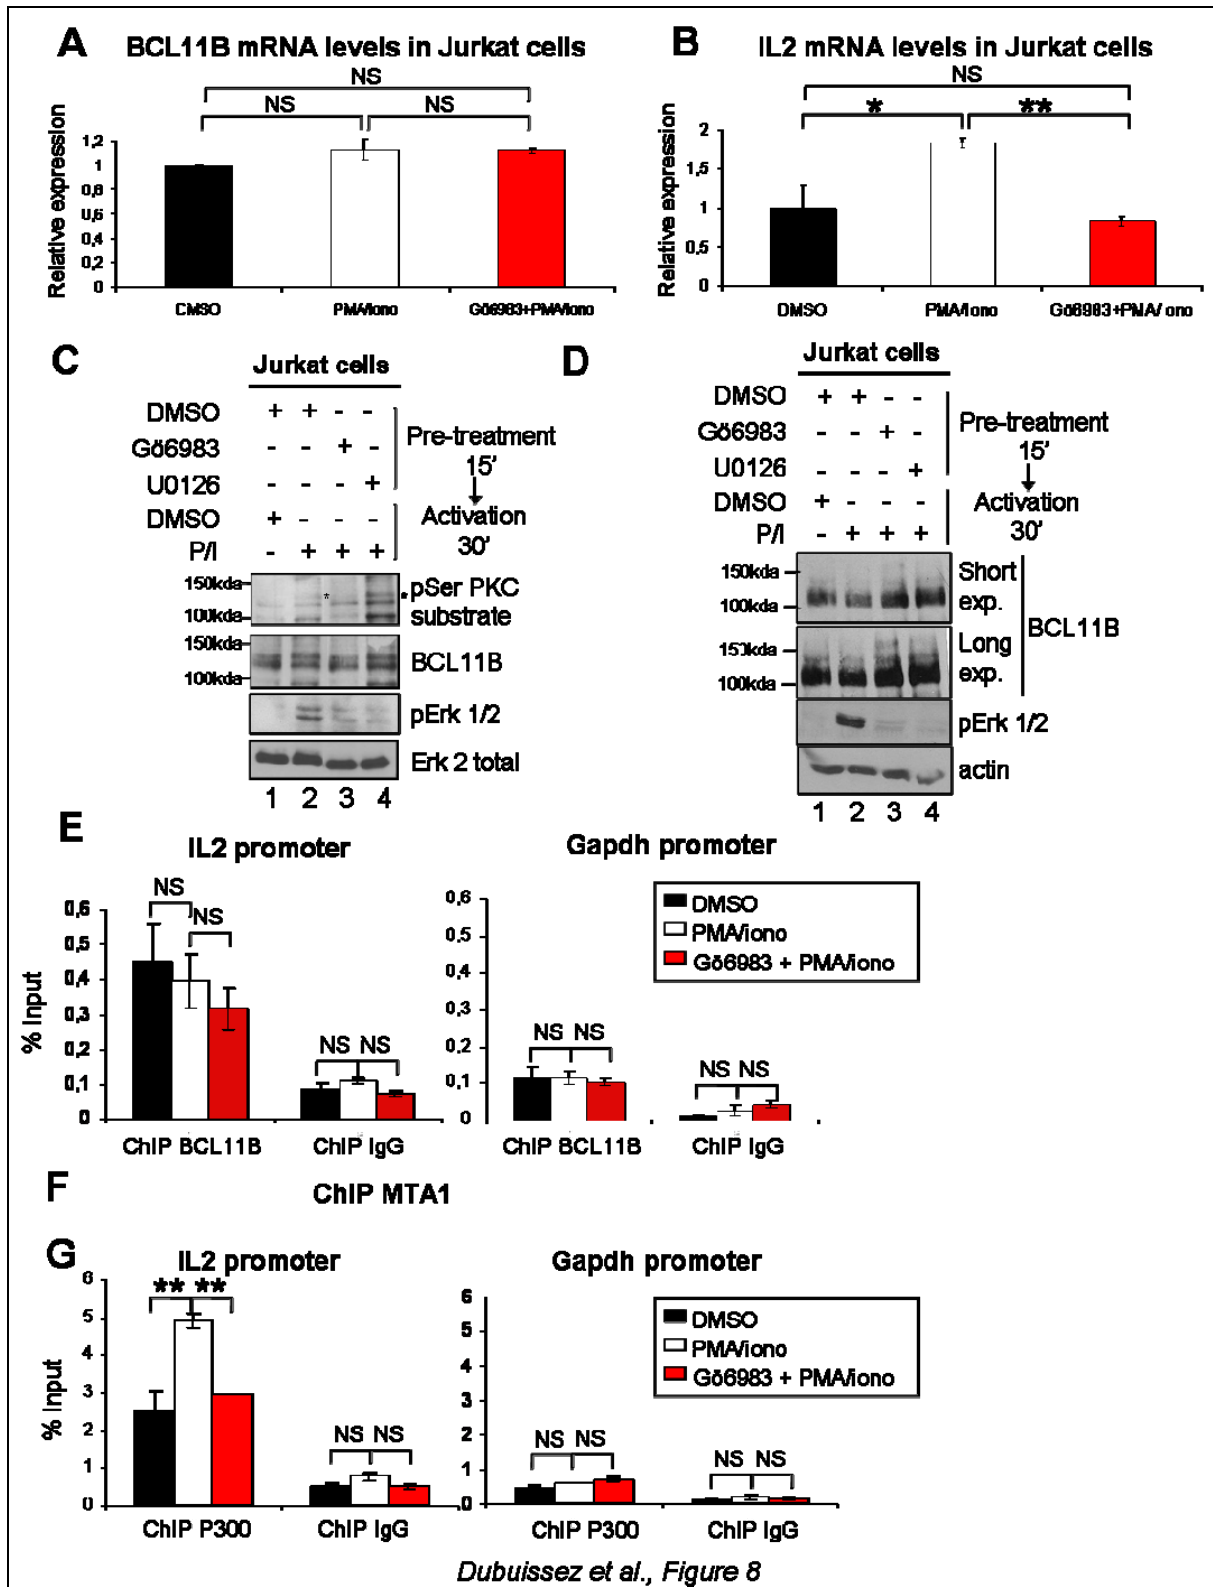 A BCL11B mRNA levels in Jurkat cells
NS
NS NS
Relative expression
1,2
1
0,8
0,6
0,4
0,2
0
CMSO PMA/iono Gö6983+PMA/iono
B IL2 mRNA levels in Jurkat cells
NS
* **
Relative expression
2
1,5
1
0,5
0
DMSO PMA/iono Gö6983+PMA/ ono
C
Jurkat cells
DMSO + + - -
Gö6983 - - + -
U0126 - - - +
Pre-treatment
15'
DMSO + - - -
P/I - + + +
Activation
30'
150kda
100kda
* *
pSer PKC
substrate
150kda
100kda
BCL11B
pErk 1/2
Erk 2 total
1 2 3 4
D
Jurkat cells
DMSO + + - -
Gö6983 - - + -
U0126 - - - +
Pre-treatment
15'
DMSO + - - -
P/I - + + +
Activation
30'
150kda
100kda
Short
exp.
150kda
100kda
Long
exp.
BCL11B
pErk 1/2
actin
1 2 3 4
E
IL2 promoter
% Input
0,6
0,5
0,4
0,3
0,2
0,1
0
NS NS
NS NS
ChIP BCL11B ChIP IgG
Gapdh promoter
0,6
0,5
0,4
0,3
0,2
0,1
0
NS NS
NS NS
ChIP BCL11B ChIP IgG
DMSO
PMA/iono
Gö6983 + PMA/iono
F ChIP MTA1
G
IL2 promoter
% Input
6
5
4
3
2
1
0
** **
NS NS
ChIP P300 ChIP IgG
Gapdh promoter
6
5
4
3
2
1
0
NS NS
NS NS
ChIP P300 ChIP IgG
DMSO
PMA/iono
Gö6983 + PMA/iono
Dubuissez et al., Figure 8